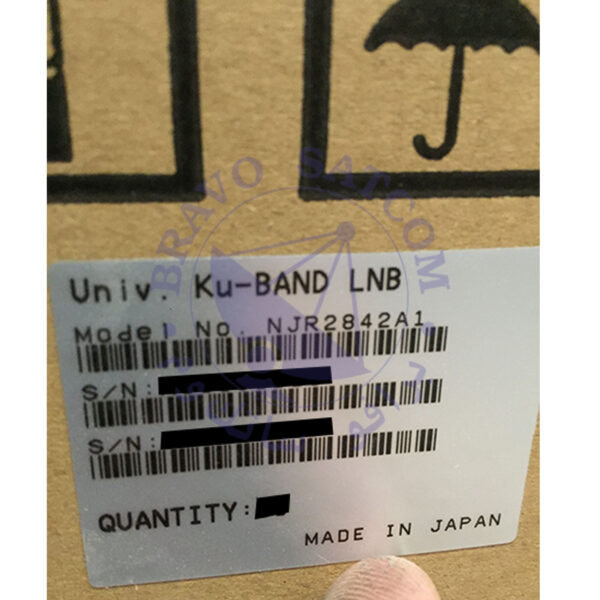 BRAVO SATCOM
Univ. Ku-BAND LNB
Model No. NJR2842A1
S/N:
S/N:
QUANTITY:
MADE IN JAPAN